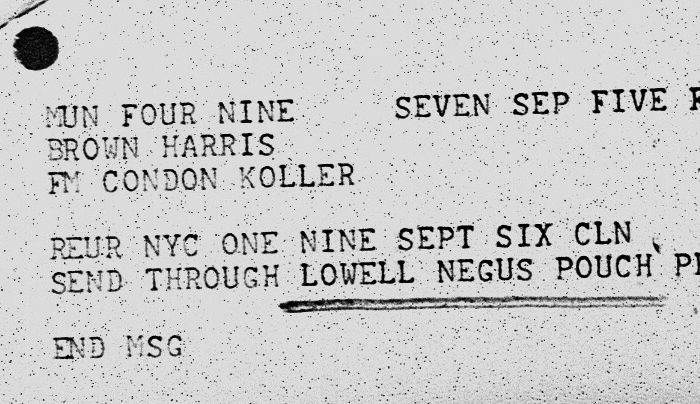 MUN FOUR NINE SEVEN SEP FIVE
BROWN HARRIS
FM CONDON KOLLER
REUR NYC ONE NINE SEPT SIX CLN
SEND THROUGH LOWELL NEGUS POUCH
END MSG